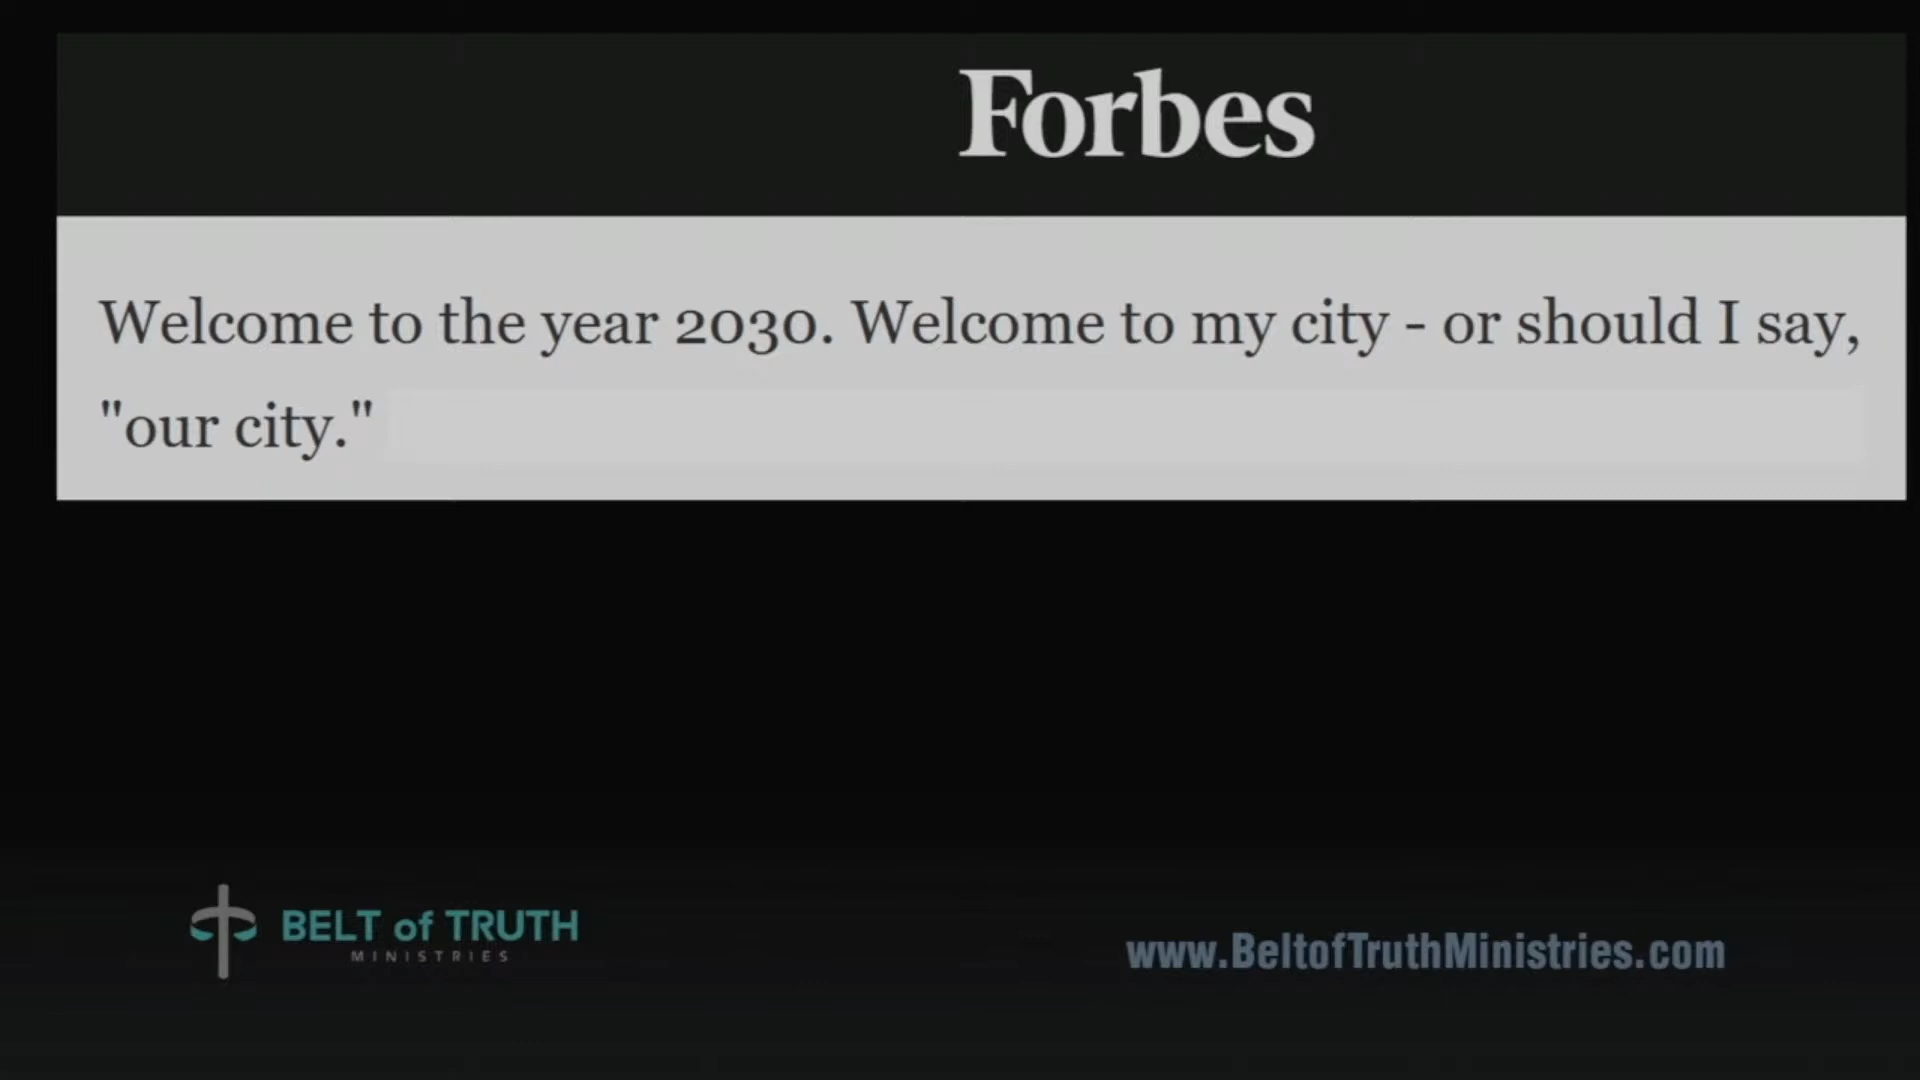 Forbes
Welcome to the year 2030. Welcome to my city - or should I say,
"our city."
BELT of TRUTH
MINISTRIES
www.BeltofTruthMinistries.com